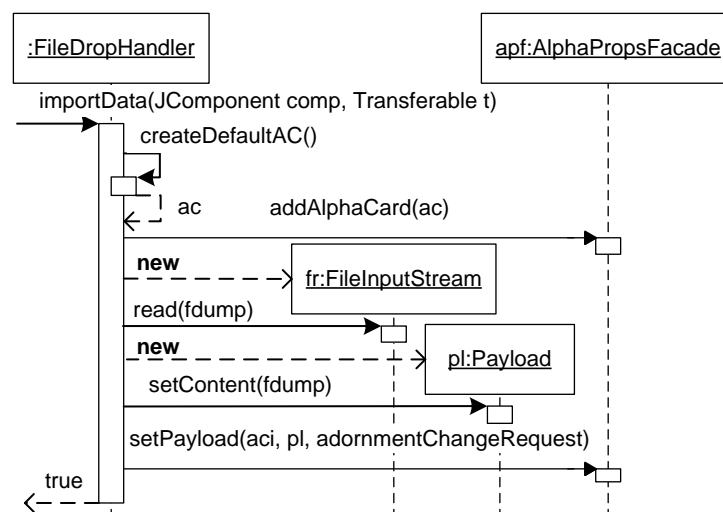 :FileDropHandler
apf:AlphaPropsFacade
importData(JComponent comp, Transferable t)
createDefaultAC()
ac
addAlphaCard(ac)
new
fr:FileInputStream
read(fdump)
new
pl:Payload
setContent(fdump)
setPayload(aci, pl, adornmentChangeRequest)
true